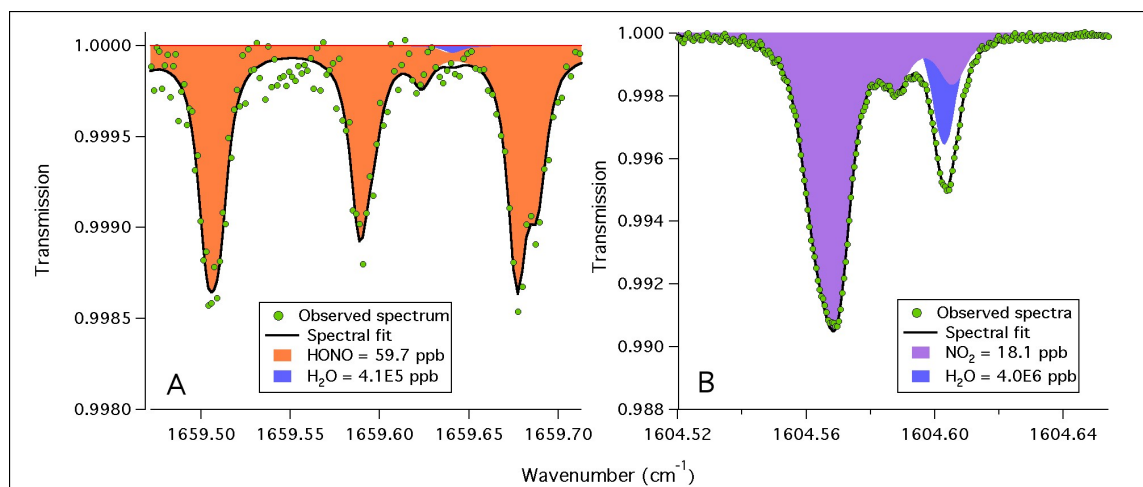 1.0000
0.9995
0.9990
0.9985
0.9980
Transmission
Observed spectrum
Spectral fit
HONO = 59.7 ppb
H₂O = 4.1E5 ppb
A
1659.50
1659.55
1659.60
1659.65
1659.70
1.000
0.998
0.996
0.994
0.992
0.990
0.988
Transmission
Observed spectra
Spectral fit
NO₂ = 18.1 ppb
H₂O = 4.0E6 ppb
B
1604.52
1604.56
1604.60
1604.64
Wavenumber (cm⁻¹)